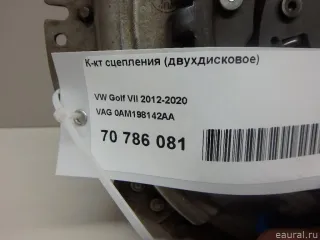 К-кт сцепления (двухдисковое)
VW Golf VII 2012-2020
VAG 0AM198142AA
70 786 081
eaural.ru